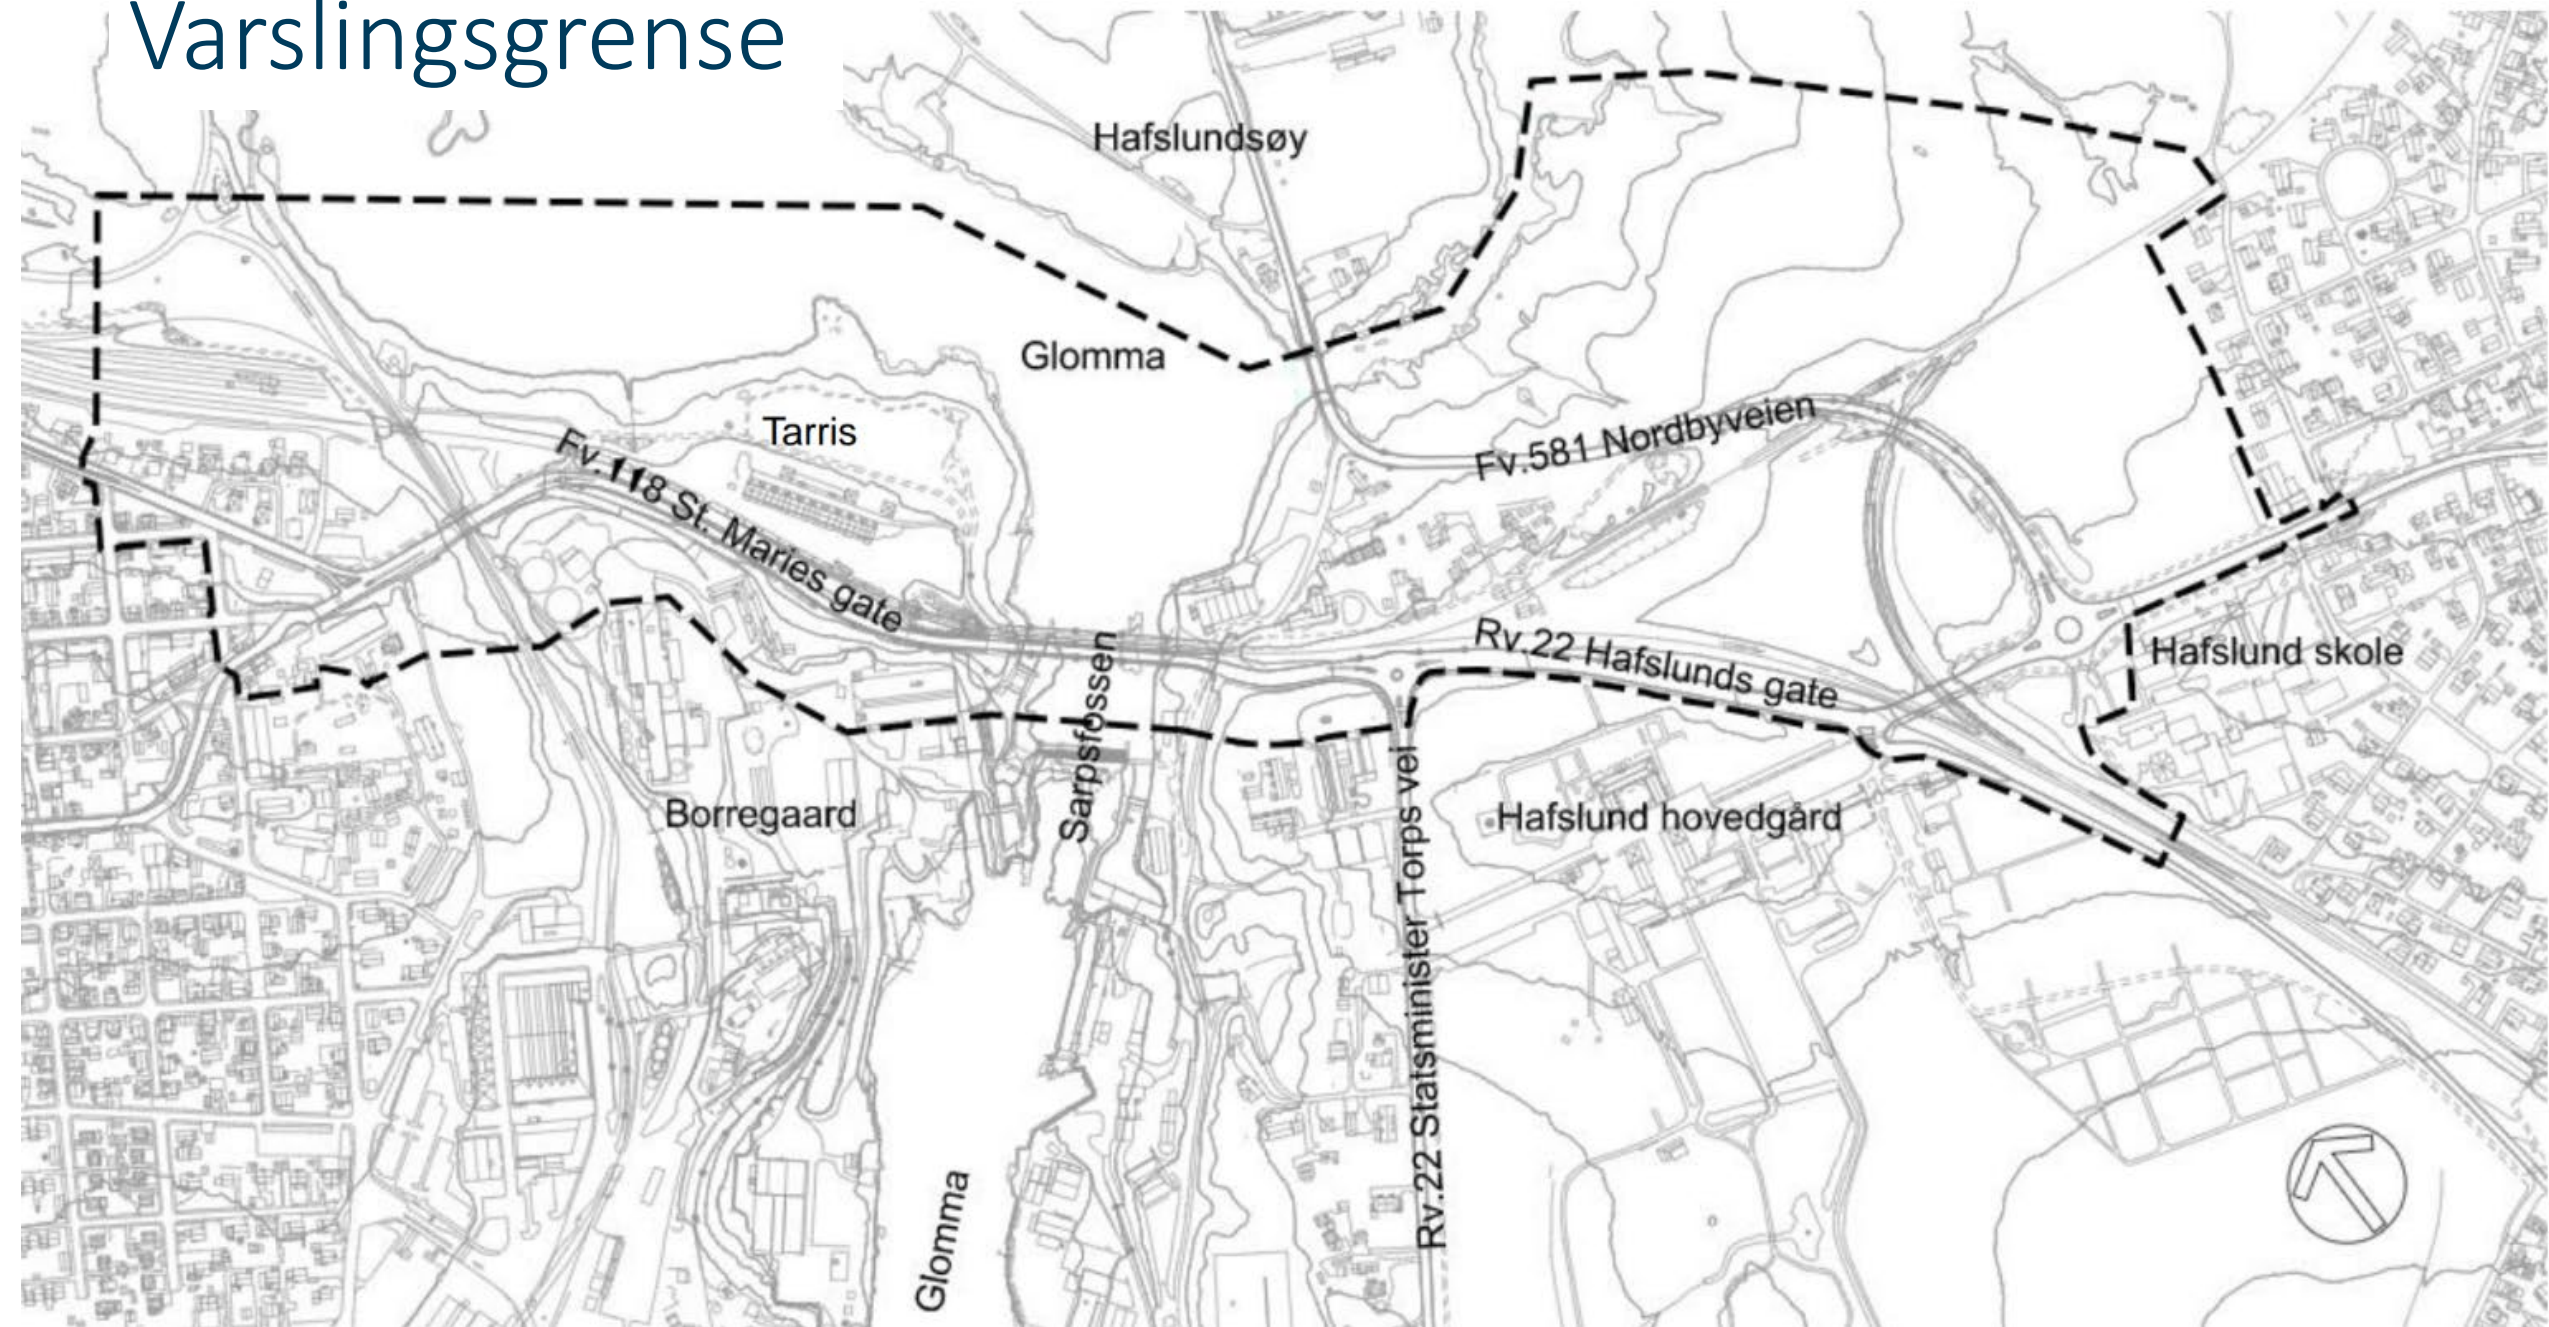 Varslingsgrense
Hafslundsøy
Glomma
Tarris
Fv.118 St. Maries gate
Fv.581 Nordbyveien
Rv.22 Hafslunds gate
Hafslund skole
Sarpsfossen
Borregaard
Hafslund hovedgård
Rv.22 Statsminister Torps vei
Glomma